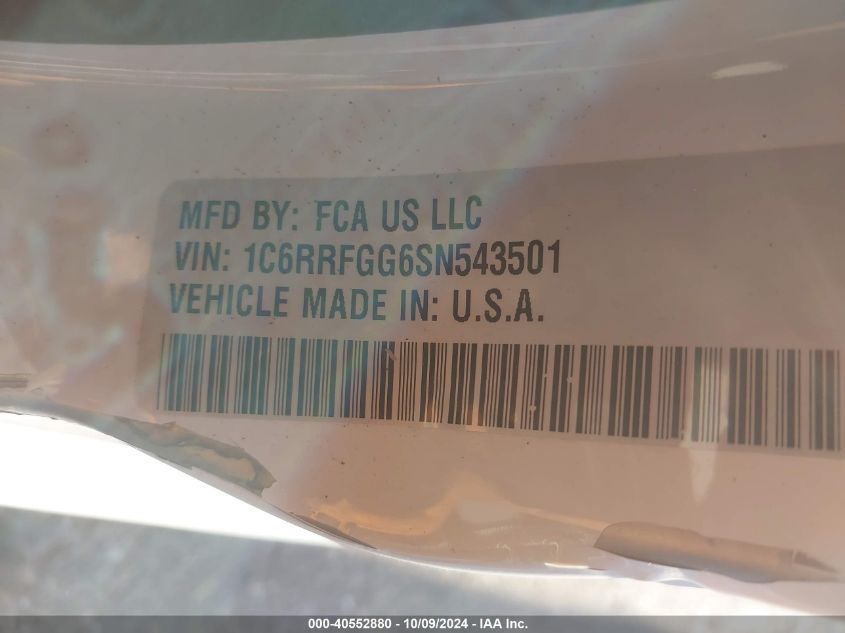 MFD BY: FCA US LLC
VIN: 1C6RRFGG6SN543501
VEHICLE MADE IN: U.S.A.
000-40552880 - 10/09/2024 - IAA Inc.